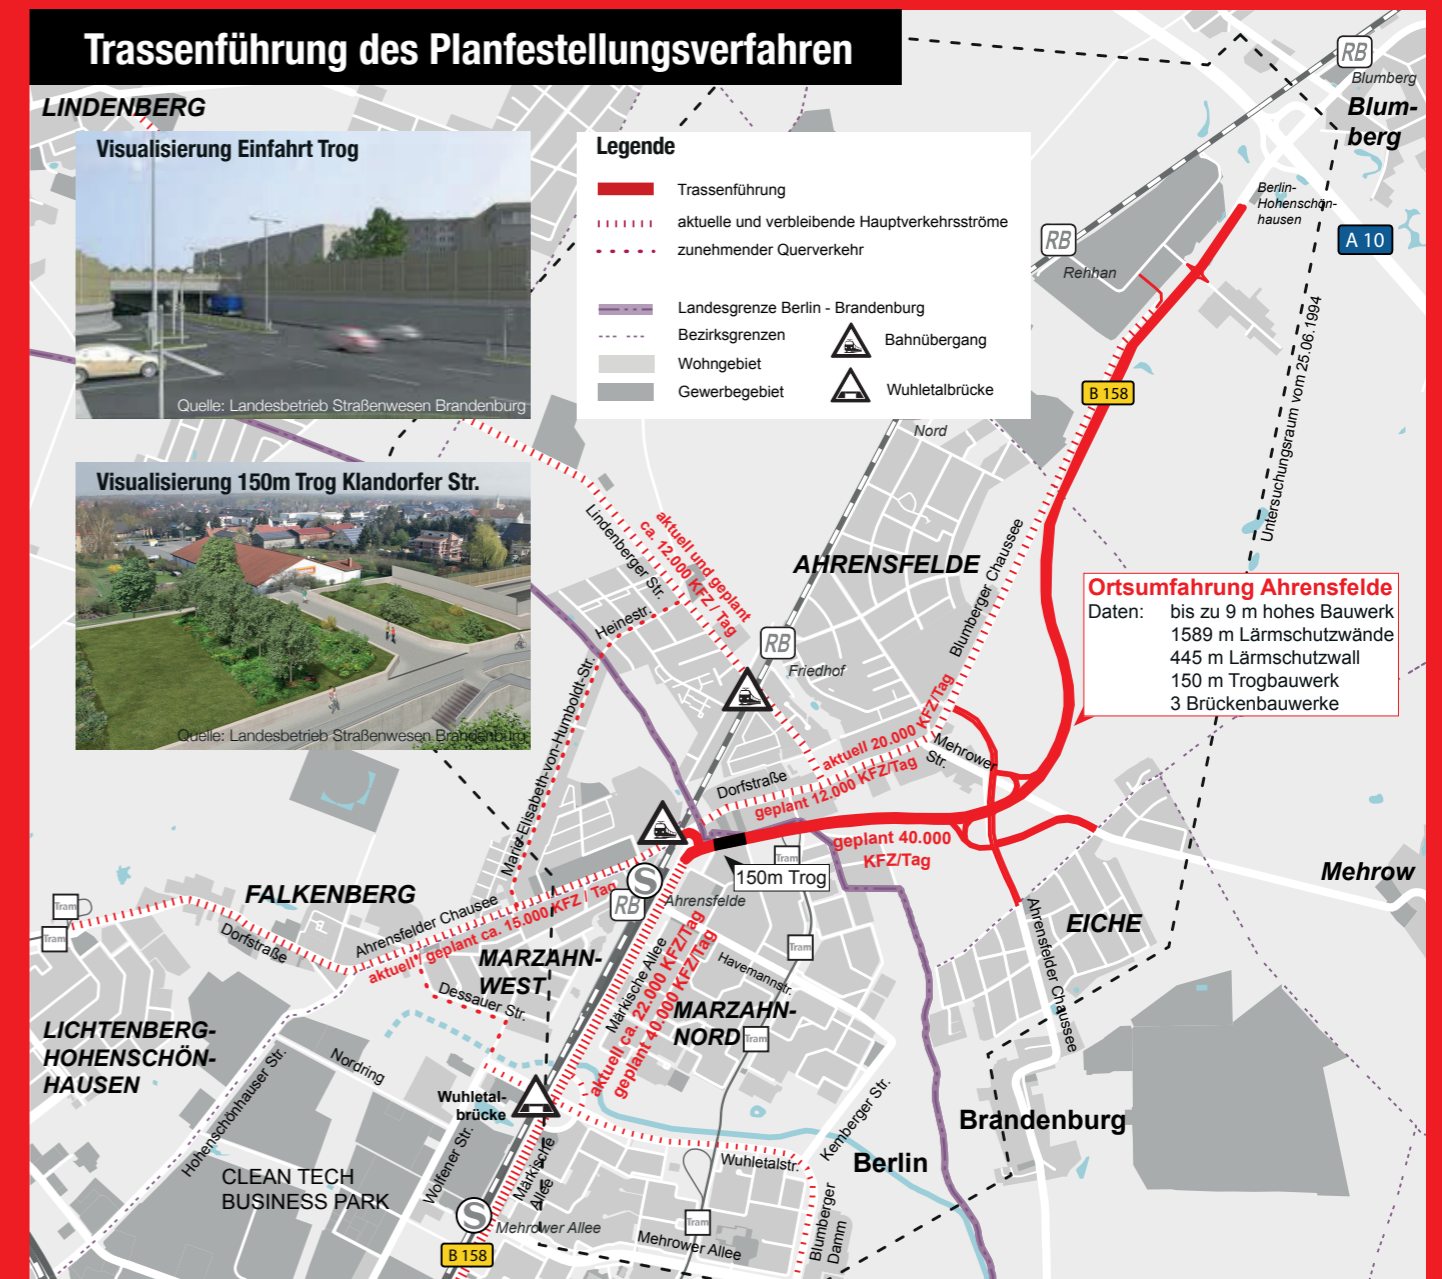 Trassenführung des Planfestellungsverfahren
LINDENBERG
Visualisierung Einfahrt Trog
Quelle: Landesbetrieb Straßenwesen Brandenburg
Legende
Trassenführung
aktuelle und verbleibende Hauptverkehrsströme
zunehmender Querverkehr
Landesgrenze Berlin - Brandenburg
Bezirksgrenzen
Wohngebiet
Gewerbegebiet
Bahnübergang
Wuhletalbrücke
RB
Blumberg
Blum-
berg
Berlin-
Hohenschön-
hausen
A 10
RB
Rehhan
B 158
Untersuchungsraum vom 25.06.1994
Nord
Visualisierung 150m Trog Klandorfer Str.
Quelle: Landesbetrieb Straßenwesen Brandenburg
Lindenberger Str.
aktuell und geplant
ca. 12.000 KFZ / Tag
Heinestr.
AHRENSFELDE
Blumberger Chaussee
RB
Friedhof
Ortsumfahrung Ahrensfelde
Daten: bis zu 9 m hohes Bauwerk
1589 m Lärmschutzwände
445 m Lärmschutzwall
150 m Trogbauwerk
3 Brückenbauwerke
Marie-Elisabeth-von-Humboldt-Str.
aktuell 20.000 KFZ/Tag
geplant 12.000 KFZ/Tag
Mehrower
Str.
Dorfstraße
geplant 40.000
KFZ/Tag
Tram
150m Trog
Mehrow
S
RB
Ahrensfelde
FALKENBERG
Tram
Tram
Dorfstraße
Ahrensfelder Chausee
aktuell / geplant ca. 15.000 KFZ / Tag
MARZAHN-
WEST
Dessauer Str.
Märkische Allee
aktuell ca. 22.000 KFZ/Tag
geplant 40.000 KFZ/Tag
Havemannstr.
Tram
MARZAHN-
NORD
Tram
EICHE
Ahrensfelder Chaussee
LICHTENBERG-
HOHENSCHÖN-
HAUSEN
Hohenschönhauser Str.
Nordring
Wuhletal-
brücke
Wolfener Str.
Märkische
Allee
CLEAN TECH
BUSINESS PARK
Wuhletalstr.
Kemberger Str.
Berlin
Brandenburg
S
Mehrower Allee
B 158
Tram
Mehrower Allee
Blumberger
Damm